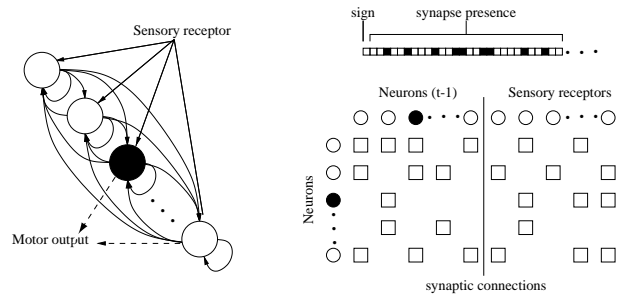 sign synapse presence
Sensory receptor
Neurons (t-1) Sensory receptors
Neurons
Motor output
synaptic connections